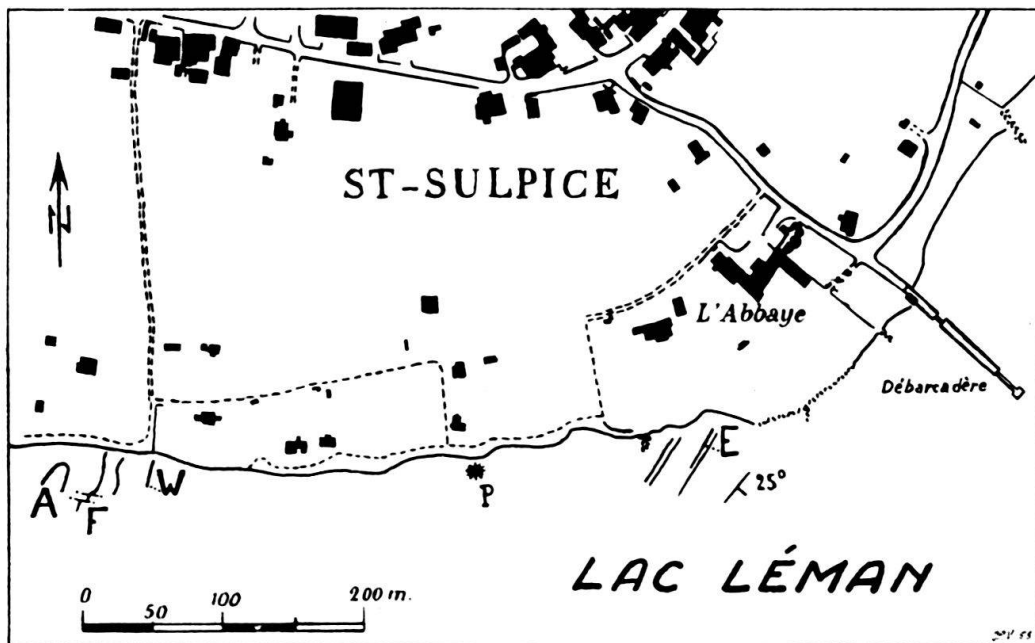 ST-SULPICE
N
L'Abbaye
Débarcadère
E
25°
A
F
W
P
LAC LÉMAN
0 50 100 200 m.